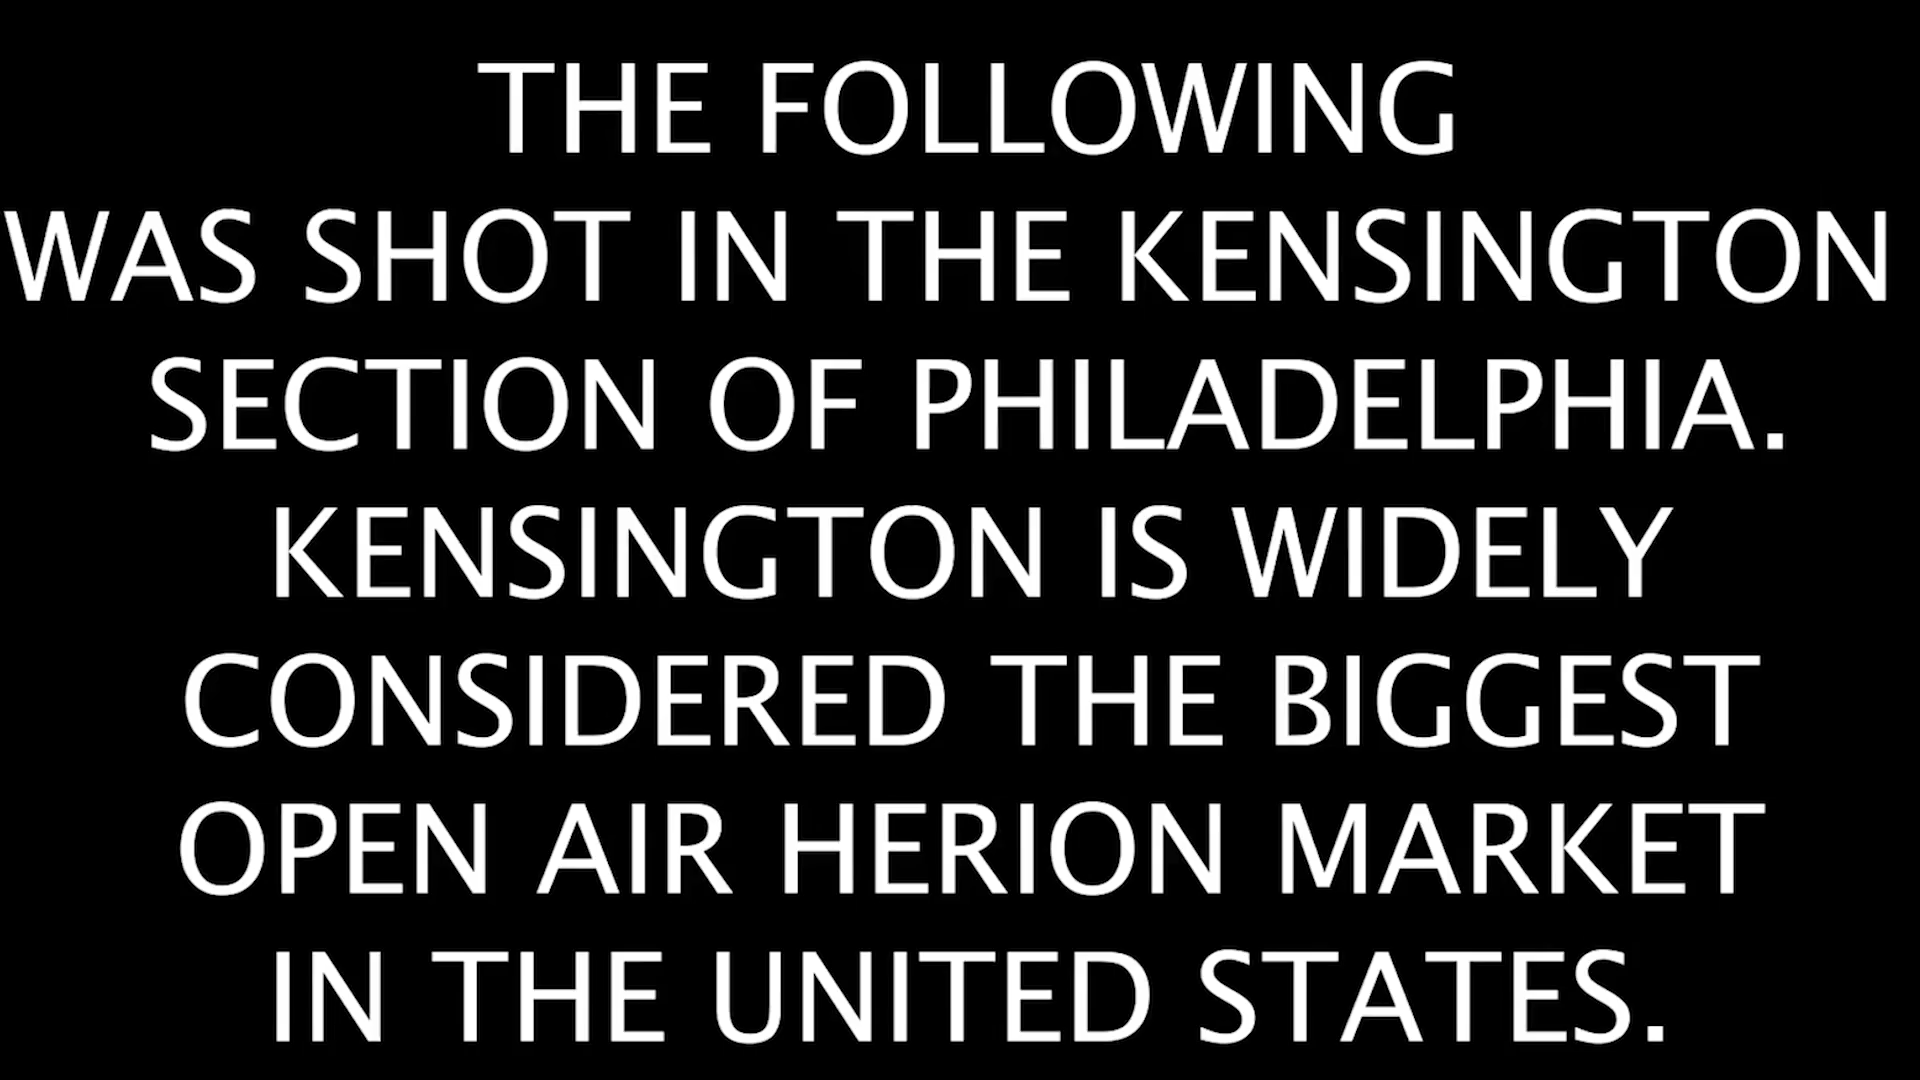 THE FOLLOWING
WAS SHOT IN THE KENSINGTON
SECTION OF PHILADELPHIA.
KENSINGTON IS WIDELY
CONSIDERED THE BIGGEST
OPEN AIR HERION MARKET
IN THE UNITED STATES.